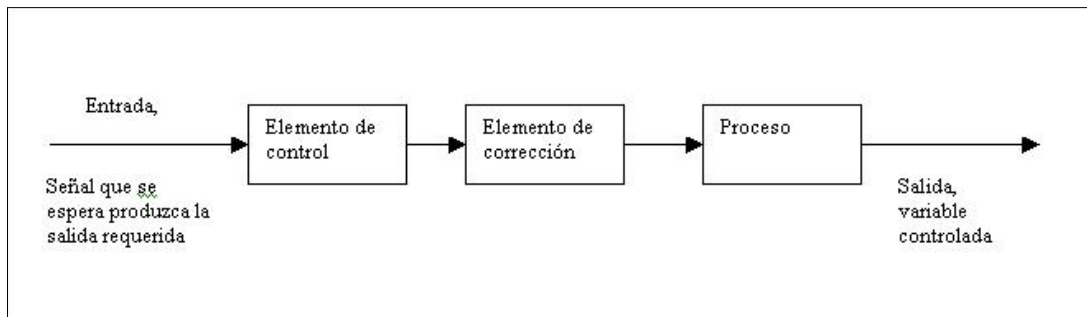 Entrada,
Señal que se
espera produzca la
salida requerida
Elemento de
control
Elemento de
corrección
Proceso
Salida,
variable
controlada